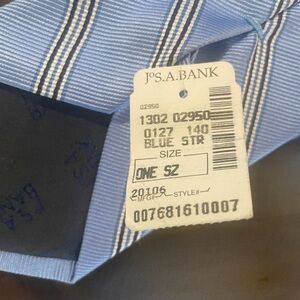 JoS.A.BANK
02950
1302 02950
0127 140
BLUE STR
SIZE
ONE SZ
20106
MFG# STYLE#
007681610007